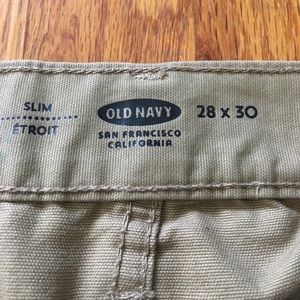 SLIM
ÉTROIT
OLD NAVY
SAN FRANCISCO
CALIFORNIA
28 x 30